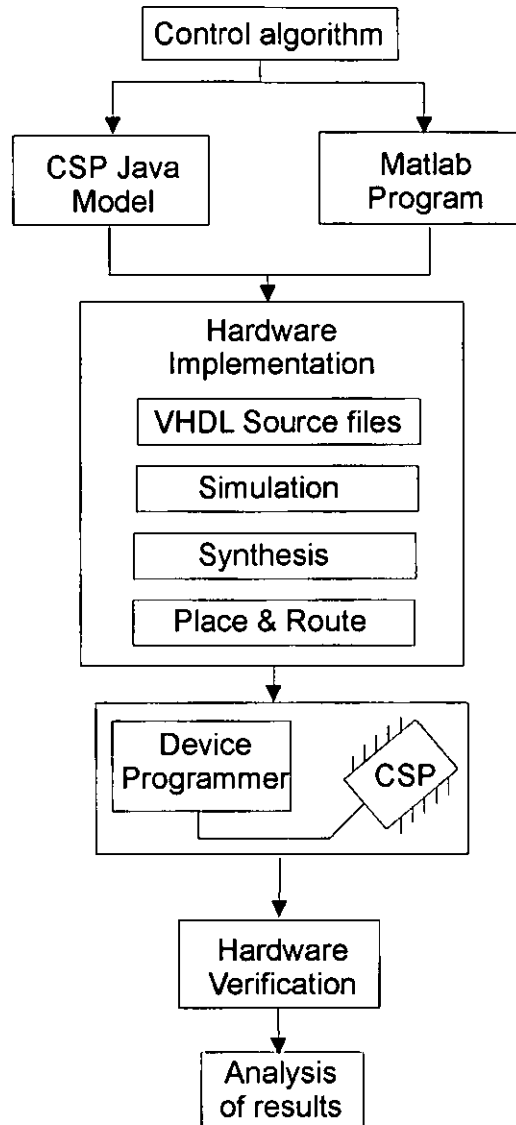 Control algorithm
CSP Java
Model
Matlab
Program
Hardware
Implementation
VHDL Source files
Simulation
Synthesis
Place & Route
Device
Programmer
CSP
Hardware
Verification
Analysis
of results